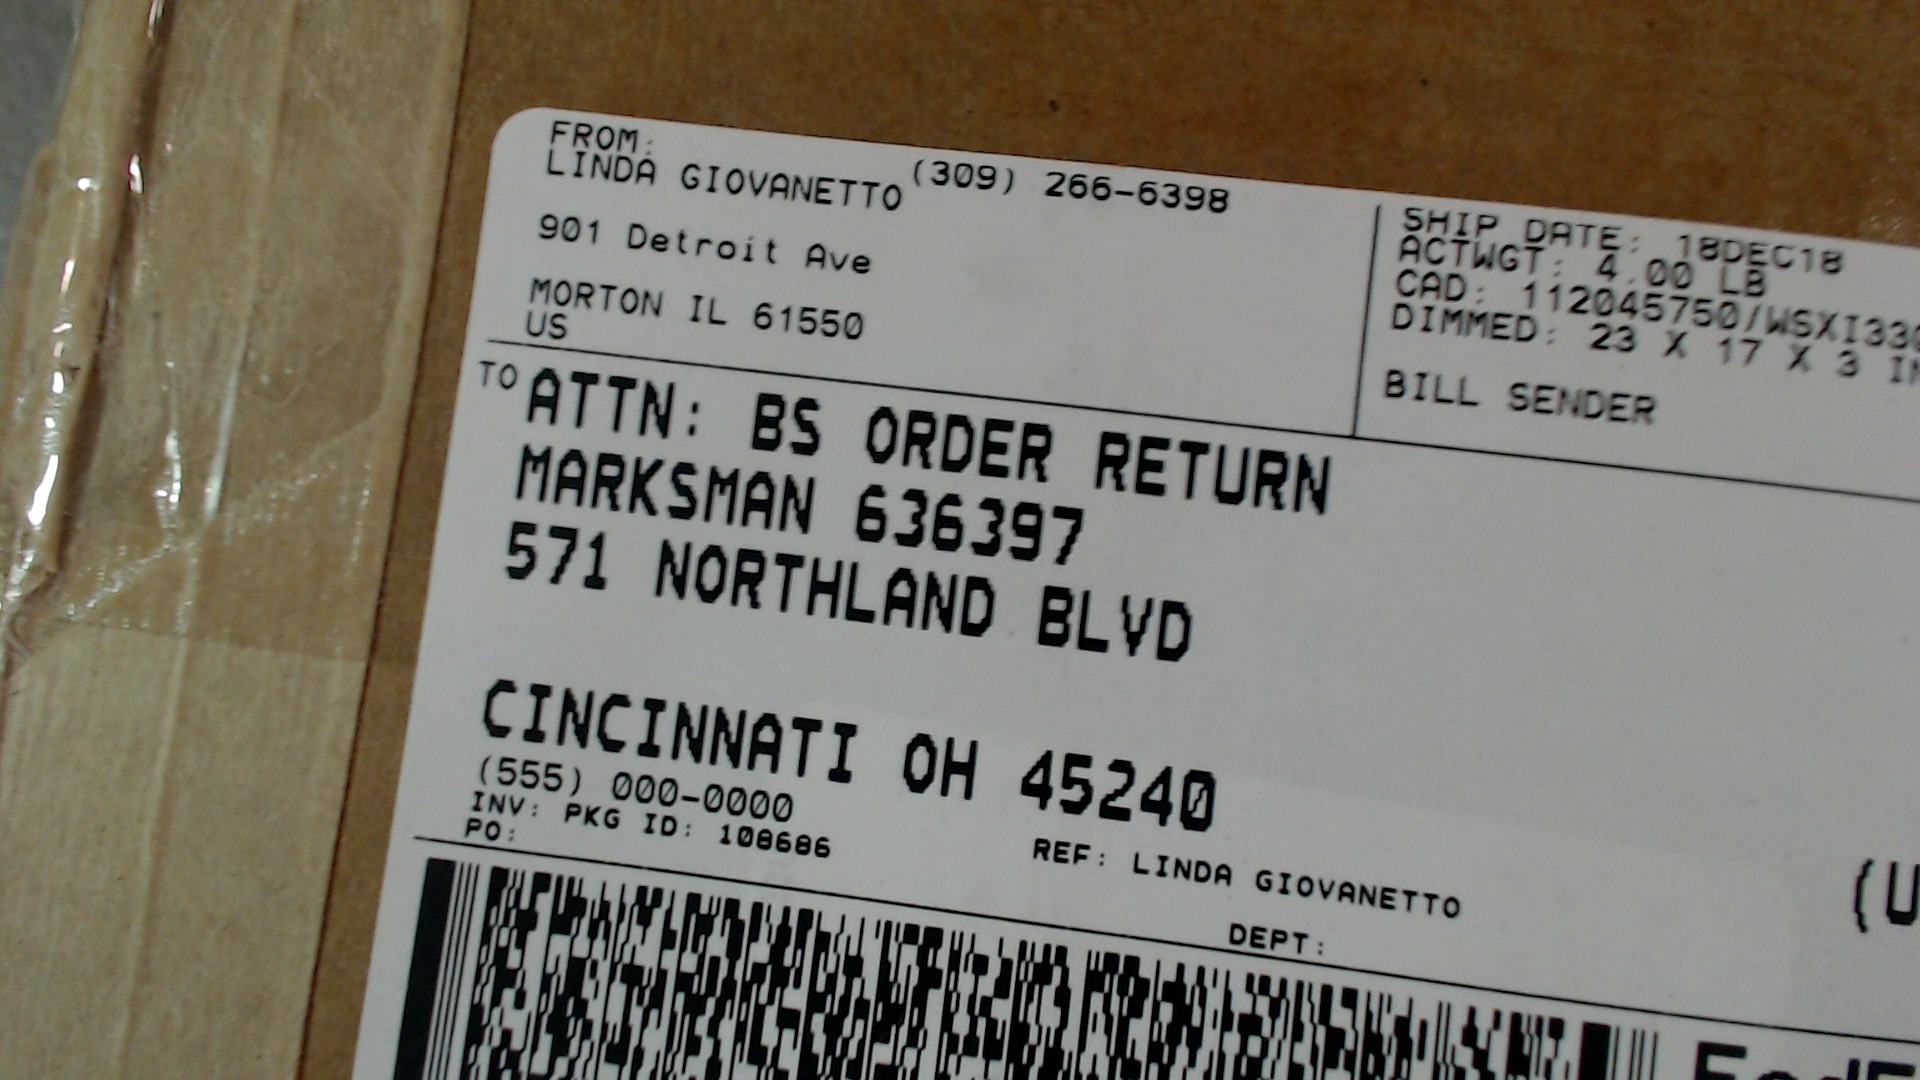 FROM:
LINDA GIOVANETTO (309) 266-6398
901 Detroit Ave
MORTON IL 61550
US
SHIP DATE: 18DEC18
ACTWGT: 4.00 LB
CAD: 112045750/WSXI330
DIMMED: 23 X 17 X 3 IN
BILL SENDER
TO ATTN: BS ORDER RETURN
MARKSMAN 636397
571 NORTHLAND BLVD
CINCINNATI OH 45240
(555) 000-0000
INV: PKG ID: 108686
REF: LINDA GIOVANETTO
PO:
DEPT:
(U